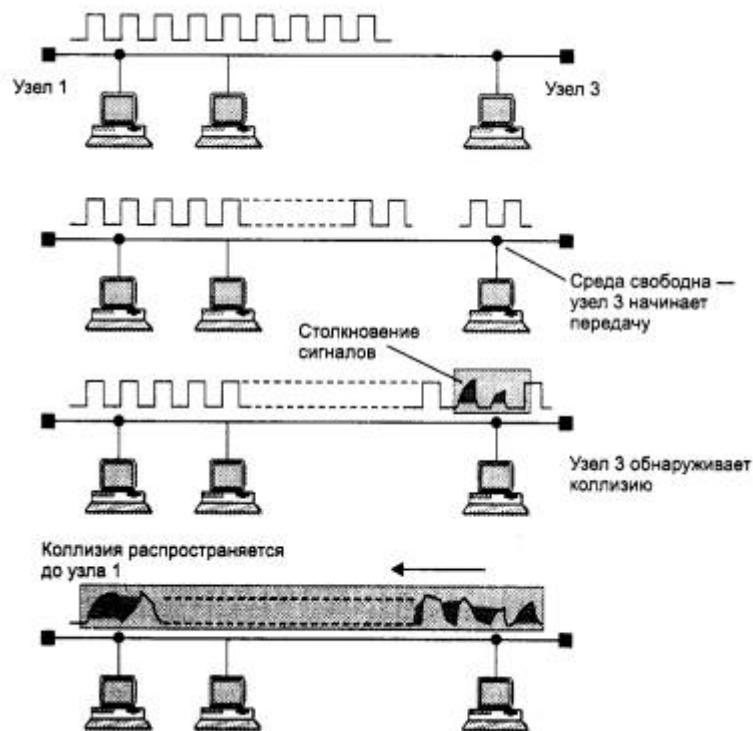 Узел 1
Узел 3
Среда свободна —
узел 3 начинает
передачу
Столкновение
сигналов
Узел 3 обнаруживает
коллизию
Коллизия распространяется
до узла 1